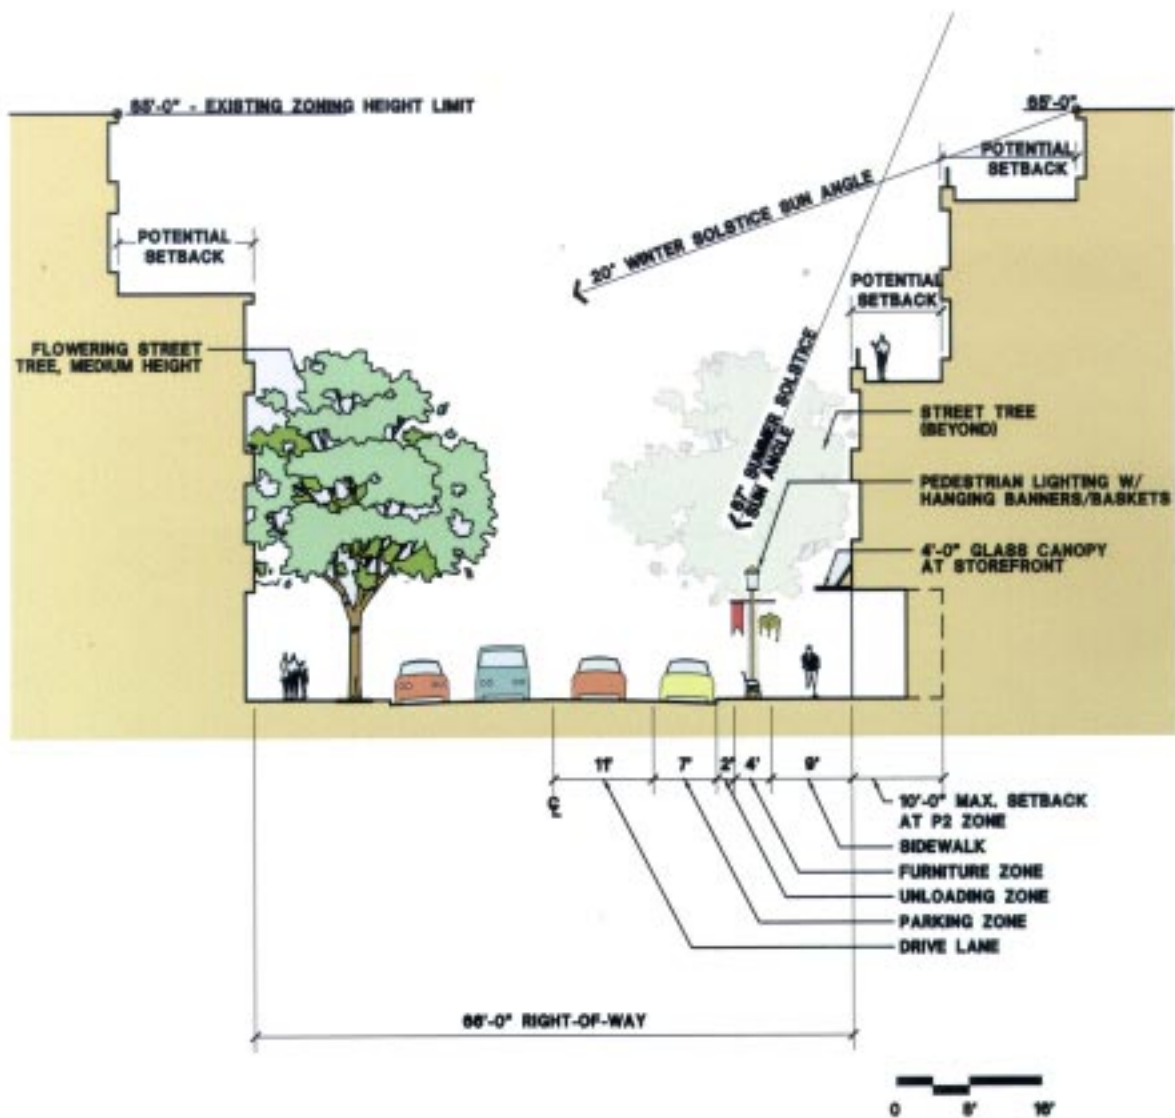 65'-0" - EXISTING ZONING HEIGHT LIMIT
65'-0"
POTENTIAL
SETBACK
20° WINTER SOLSTICE SUN ANGLE
POTENTIAL
SETBACK
POTENTIAL
SETBACK
FLOWERING STREET
TREE, MEDIUM HEIGHT
67° SUMMER SOLSTICE
SUN ANGLE
STREET TREE
(BEYOND)
PEDESTRIAN LIGHTING W/
HANGING BANNERS/BASKETS
4'-0" GLASS CANOPY
AT STOREFRONT
11'
7'
2'
4'
9'
CL
10'-0" MAX. SETBACK
AT P2 ZONE
SIDEWALK
FURNITURE ZONE
UNLOADING ZONE
PARKING ZONE
DRIVE LANE
66'-0" RIGHT-OF-WAY
0 8' 16'